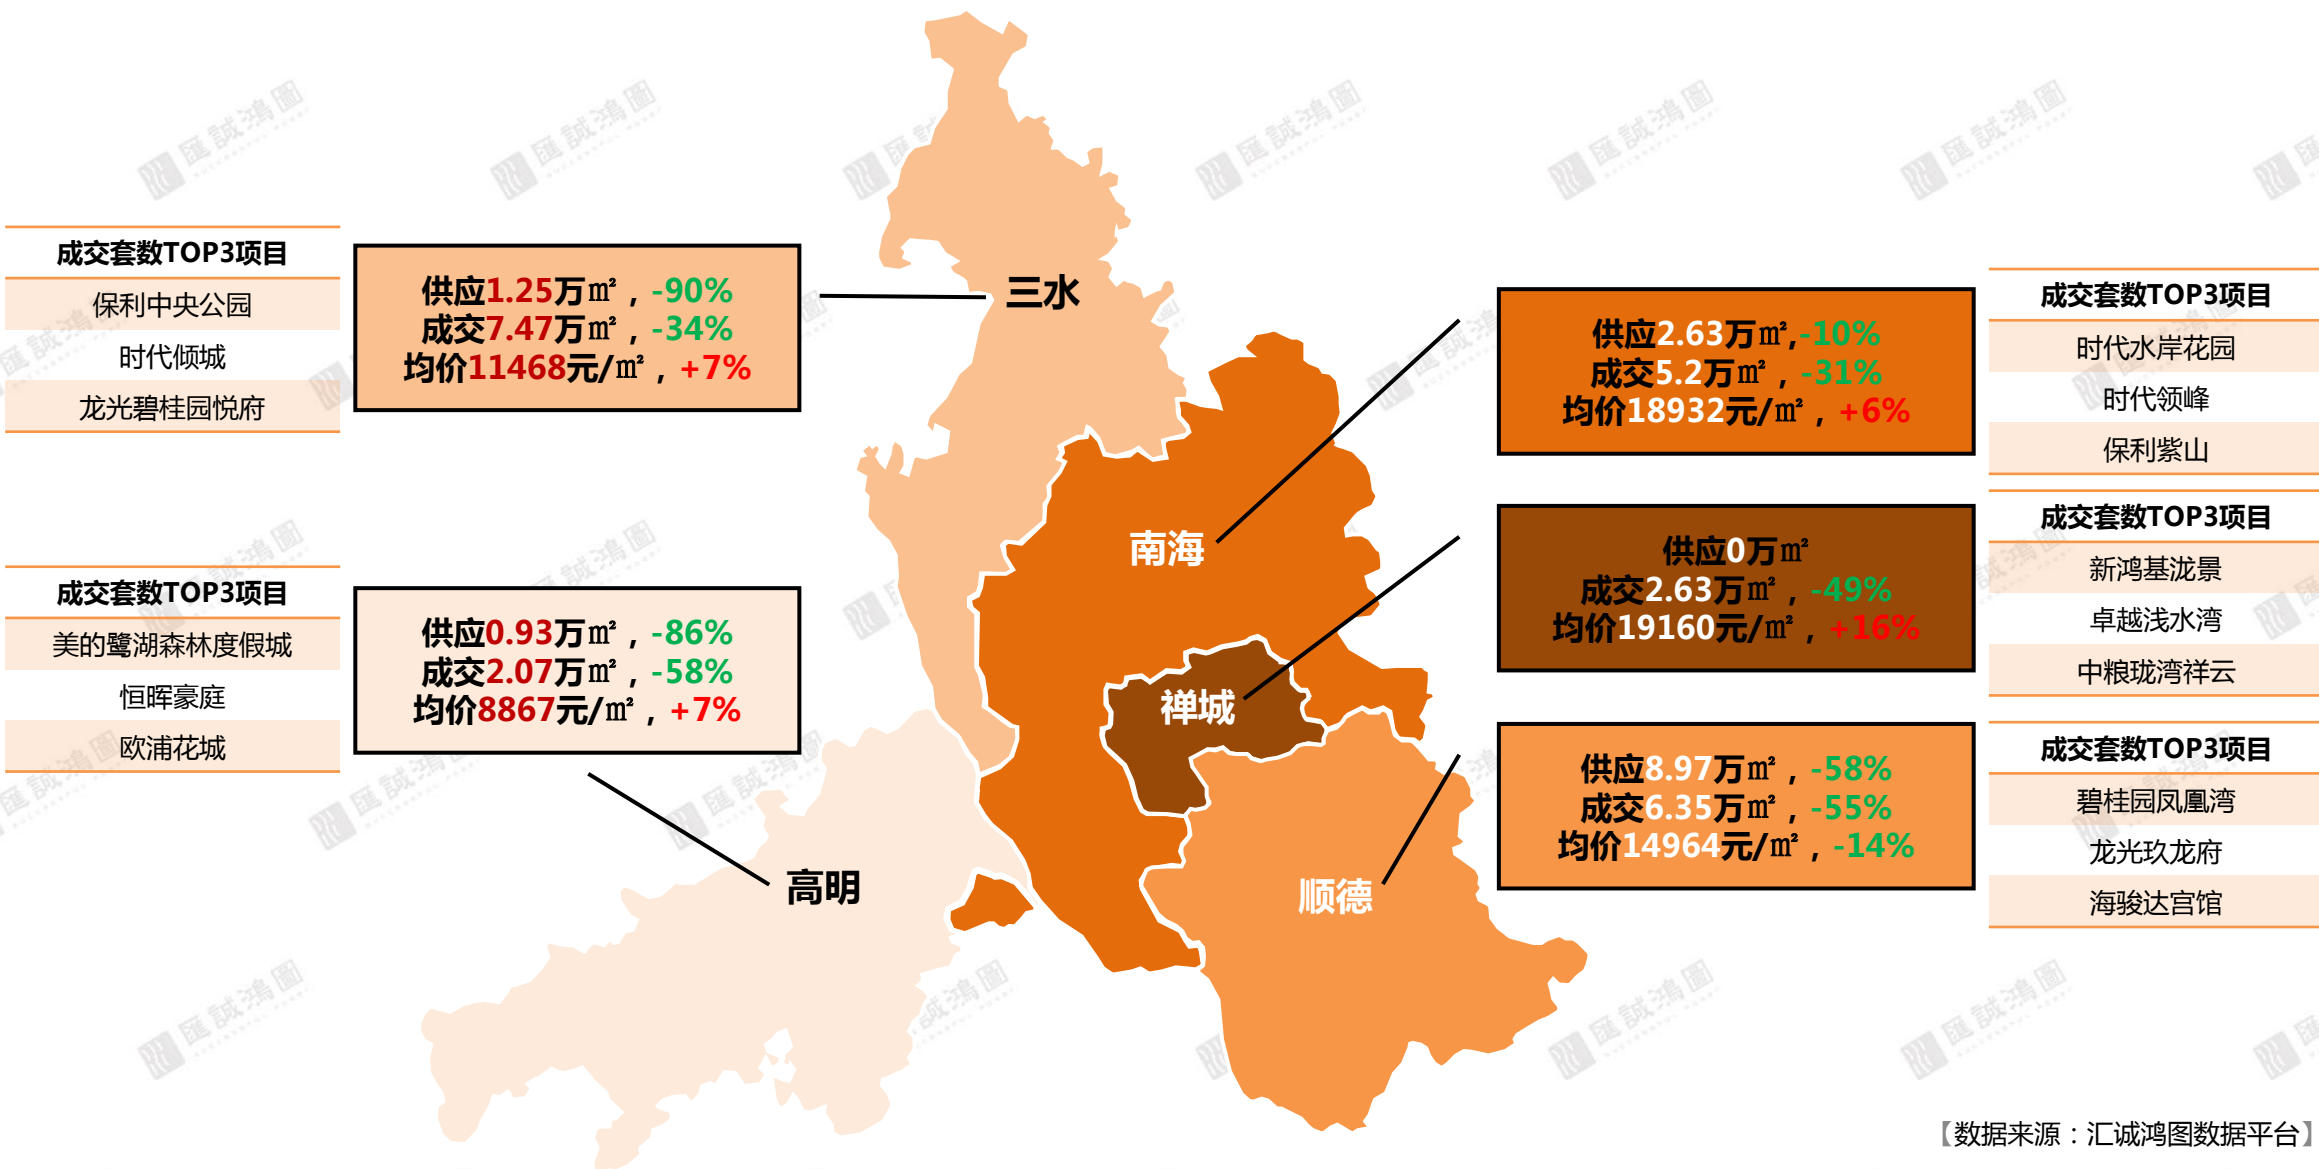 成交套数TOP3项目
保利中央公园
时代倾城
龙光碧桂园悦府
供应1.25万㎡，-90%
成交7.47万㎡，-34%
均价11468元/㎡，+7%
三水
成交套数TOP3项目
美的鹭湖森林度假城
恒晖豪庭
欧浦花城
供应0.93万㎡，-86%
成交2.07万㎡，-58%
均价8867元/㎡，+7%
高明
南海
供应2.63万㎡,-10%
成交5.2万㎡，-31%
均价18932元/㎡，+6%
成交套数TOP3项目
时代水岸花园
时代领峰
保利紫山
禅城
供应0万㎡
成交2.63万㎡，-49%
均价19160元/㎡，+16%
成交套数TOP3项目
新鸿基泷景
卓越浅水湾
中粮珑湾祥云
顺德
供应8.97万㎡，-58%
成交6.35万㎡，-55%
均价14964元/㎡，-14%
成交套数TOP3项目
碧桂园凤凰湾
龙光玖龙府
海骏达宫馆
【数据来源：汇诚鸿图数据平台】
匯誠鴻圖